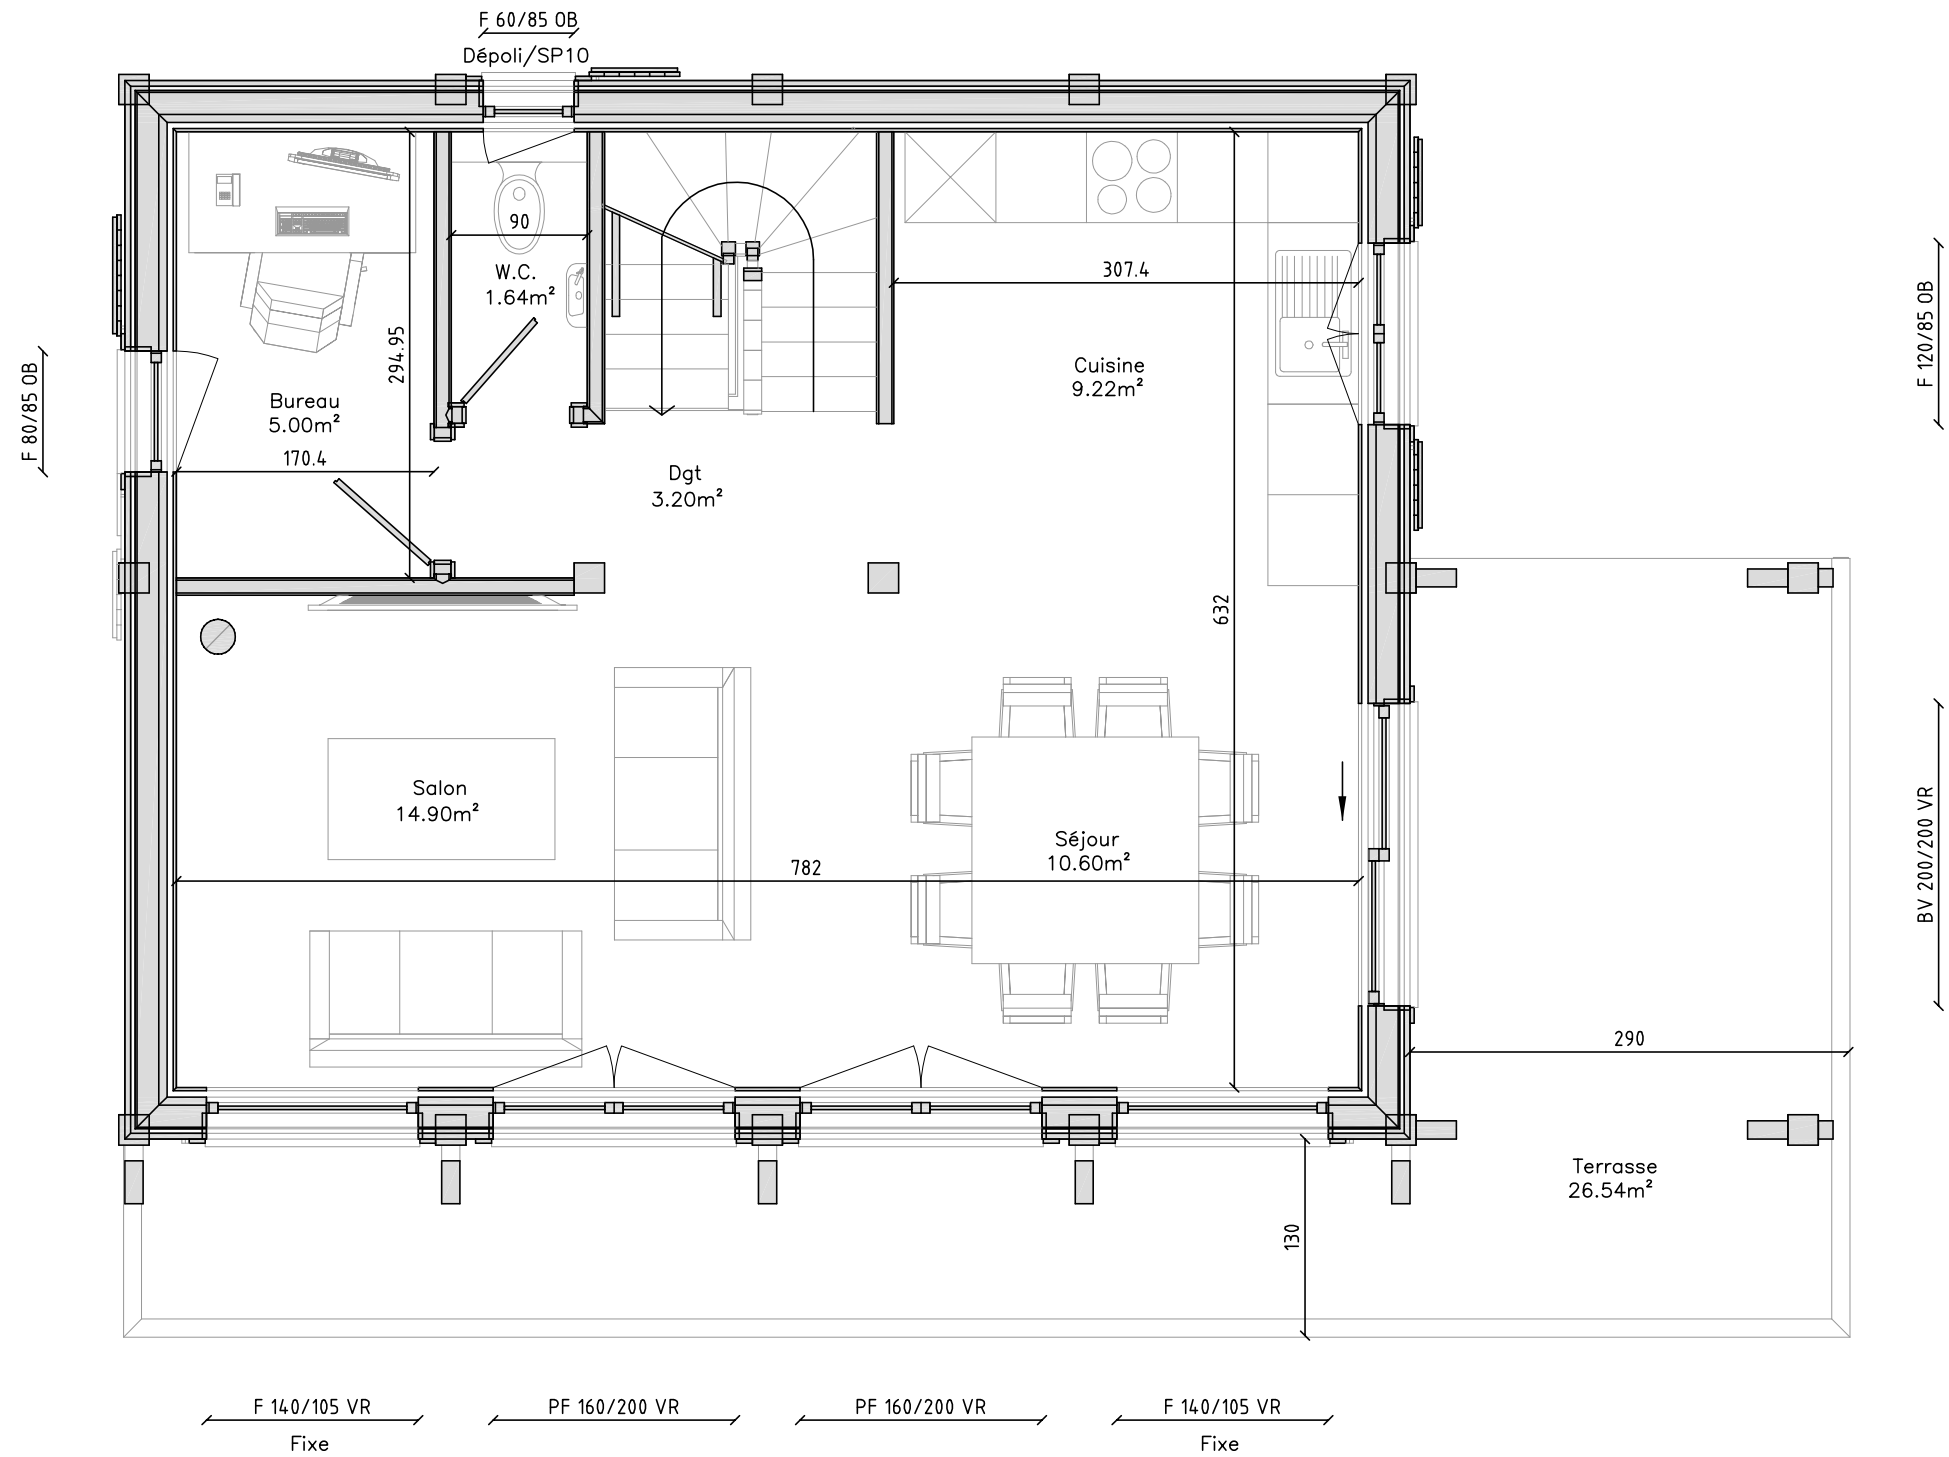 F 60/85 OB
Dépoli/SP10
90
W.C.
1.64m²
307.4
F 120/85 OB
294.95
F 80/85 OB
Cuisine
9.22m²
Bureau
5.00m²
170.4
Dgt
3.20m²
632
Salon
14.90m²
Séjour
10.60m²
782
BV 200/200 VR
290
Terrasse
26.54m²
130
F 140/105 VR
Fixe
PF 160/200 VR
PF 160/200 VR
F 140/105 VR
Fixe